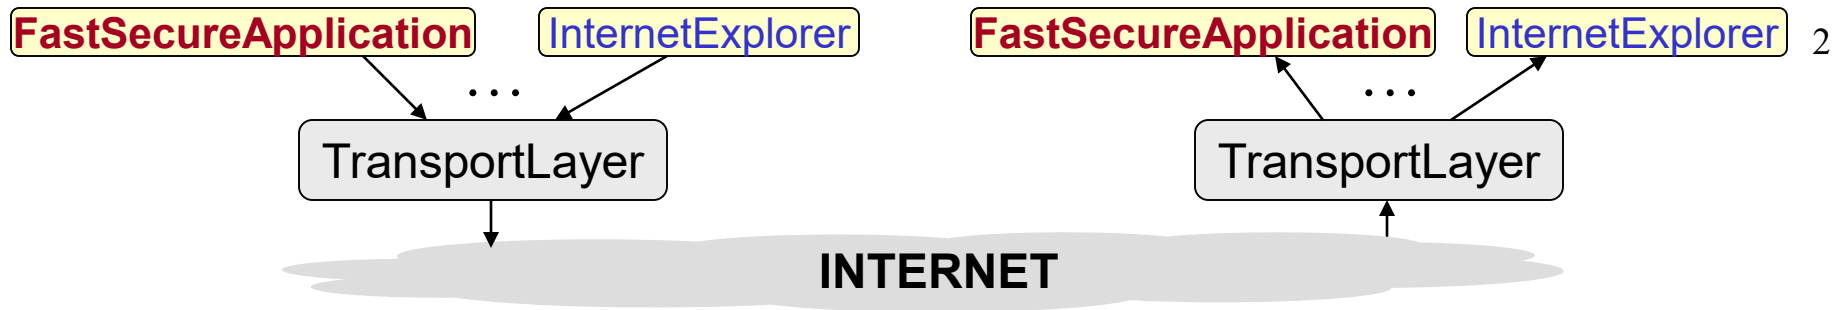 FastSecureApplication InternetExplorer FastSecureApplication InternetExplorer 2
... ...
TransportLayer TransportLayer
INTERNET